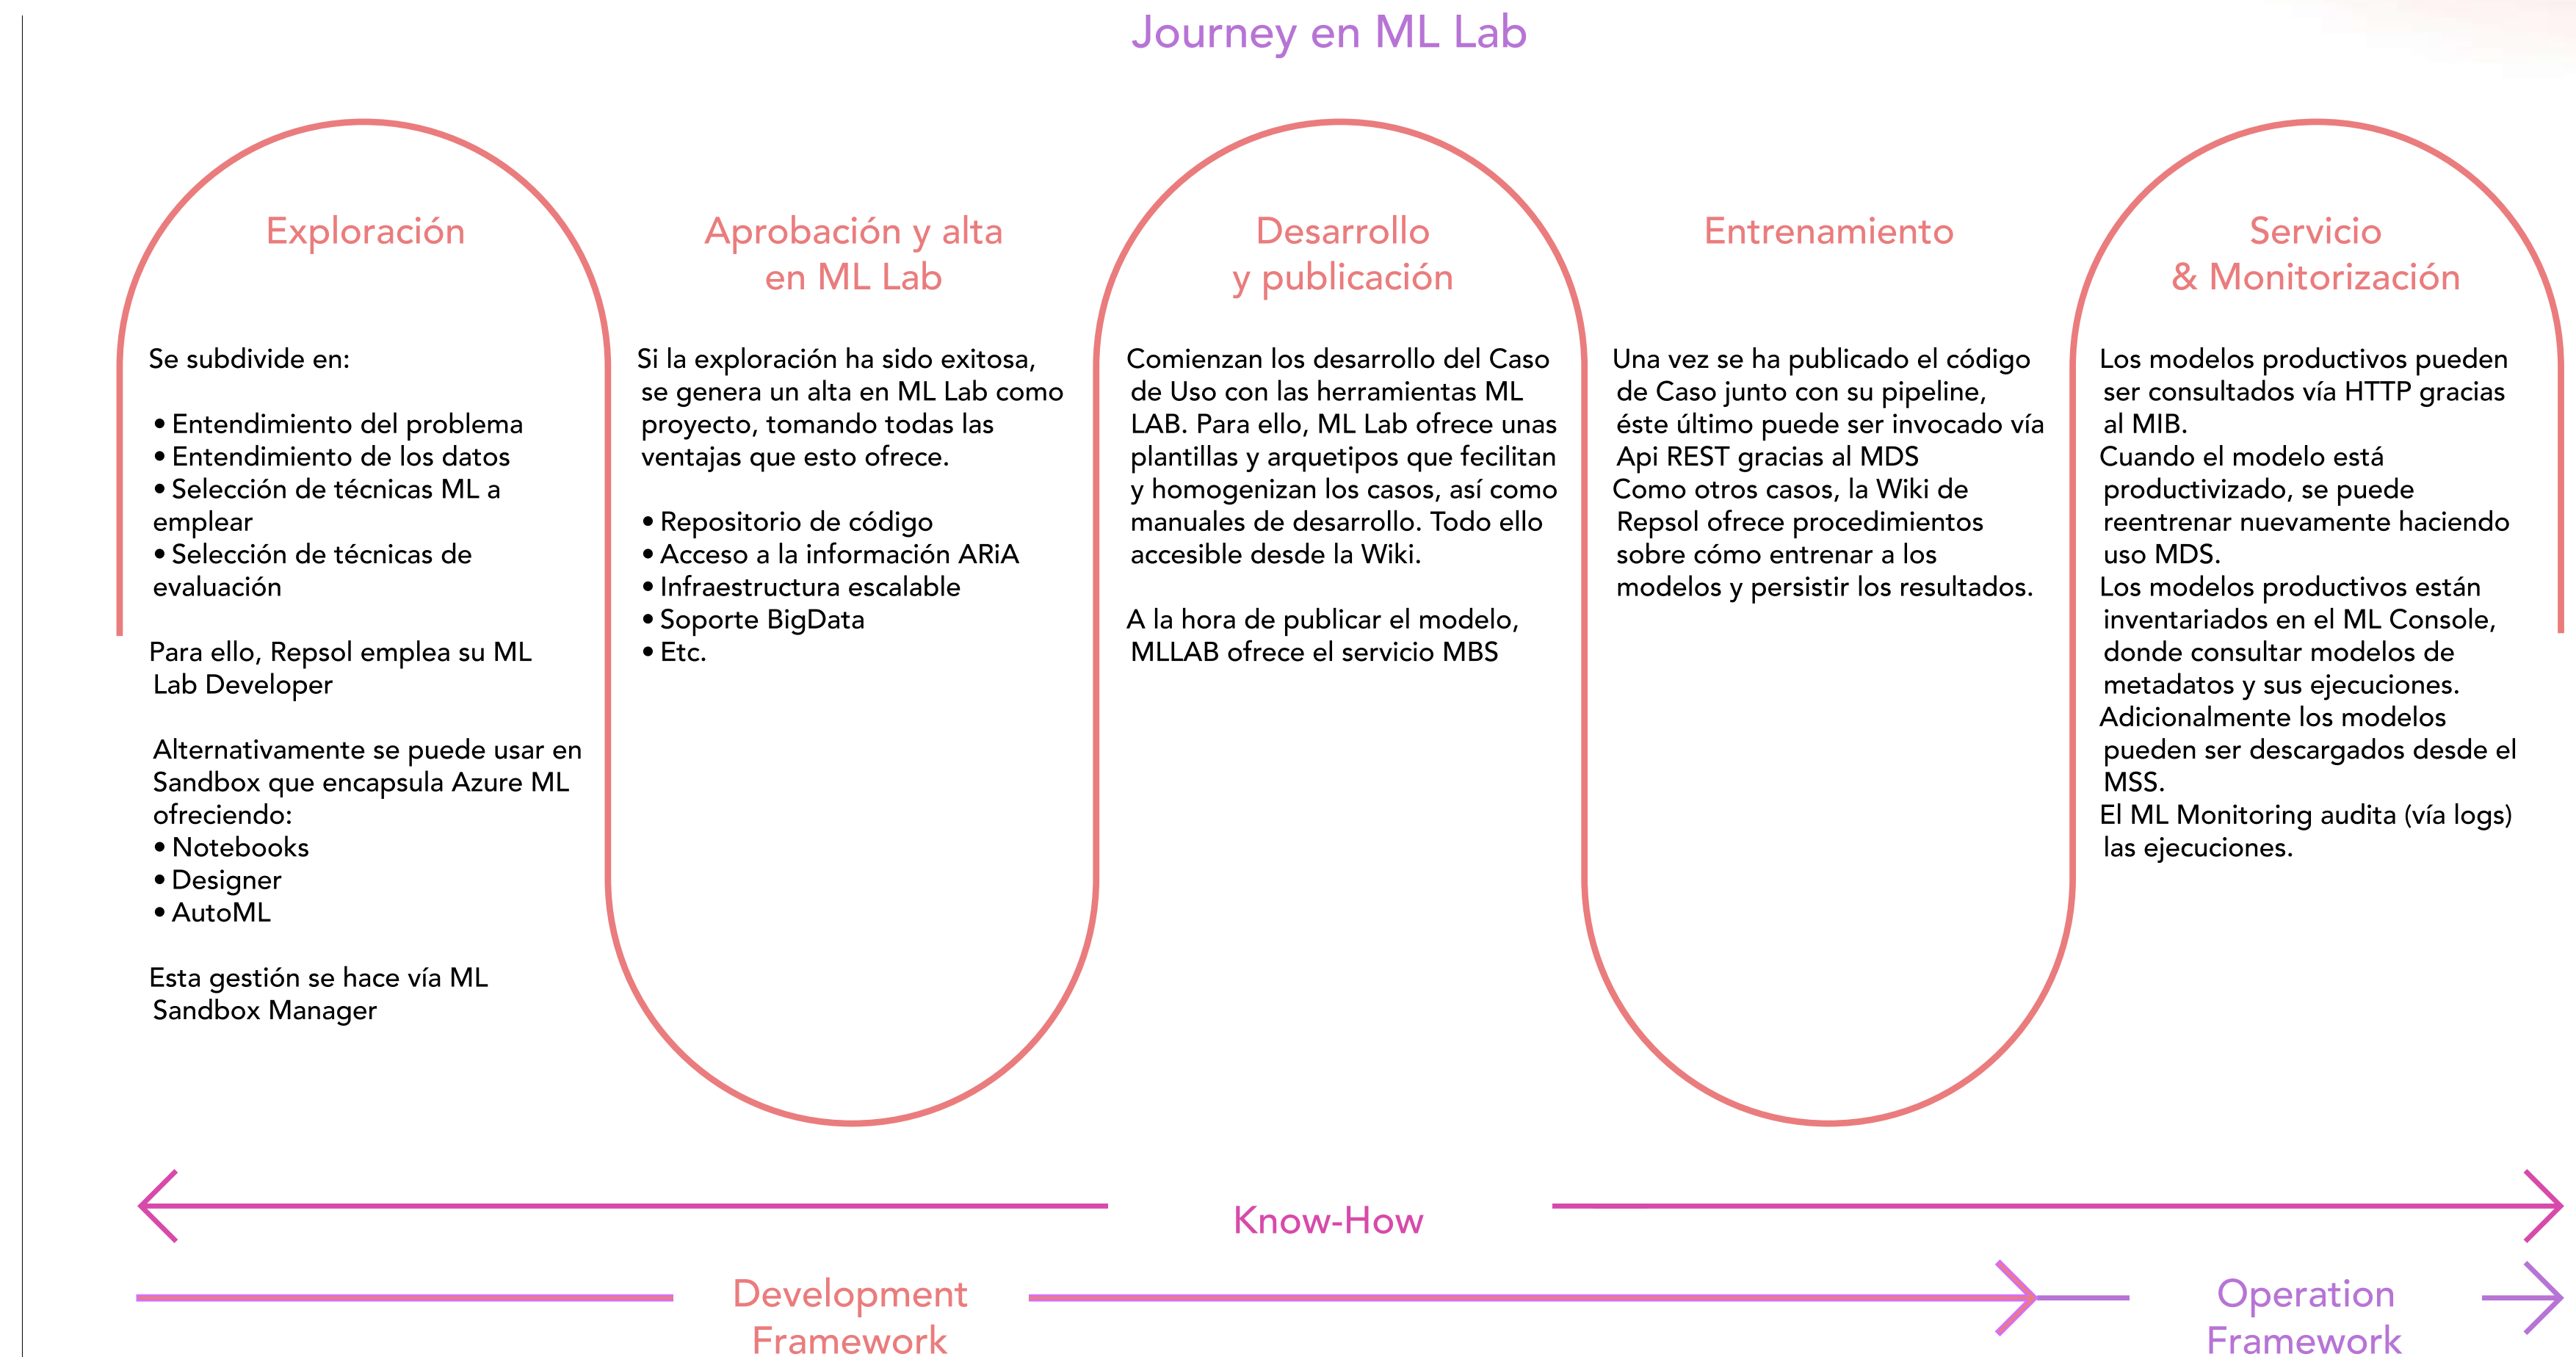 Journey en ML Lab
Exploración
Se subdivide en:
• Entendimiento del problema
• Entendimiento de los datos
• Selección de técnicas ML a
emplear
• Selección de técnicas de
evaluación
Para ello, Repsol emplea su ML
Lab Developer
Alternativamente se puede usar en
Sandbox que encapsula Azure ML
ofreciendo:
• Notebooks
• Designer
• AutoML
Esta gestión se hace vía ML
Sandbox Manager
Aprobación y alta
en ML Lab
Si la exploración ha sido exitosa,
se genera un alta en ML Lab como
proyecto, tomando todas las
ventajas que esto ofrece.
• Repositorio de código
• Acceso a la información ARiA
• Infraestructura escalable
• Soporte BigData
• Etc.
Desarrollo
y publicación
Comienzan los desarrollo del Caso
de Uso con las herramientas ML
LAB. Para ello, ML Lab ofrece unas
plantillas y arquetipos que fecilitan
y homogenizan los casos, así como
manuales de desarrollo. Todo ello
accesible desde la Wiki.
A la hora de publicar el modelo,
MLLAB ofrece el servicio MBS
Entrenamiento
Una vez se ha publicado el código
de Caso junto con su pipeline,
éste último puede ser invocado vía
Api REST gracias al MDS
Como otros casos, la Wiki de
Repsol ofrece procedimientos
sobre cómo entrenar a los
modelos y persistir los resultados.
Servicio
& Monitorización
Los modelos productivos pueden
ser consultados vía HTTP gracias
al MIB.
Cuando el modelo está
productivizado, se puede
reentrenar nuevamente haciendo
uso MDS.
Los modelos productivos están
inventariados en el ML Console,
donde consultar modelos de
metadatos y sus ejecuciones.
Adicionalmente los modelos
pueden ser descargados desde el
MSS.
El ML Monitoring audita (vía logs)
las ejecuciones.
Know-How
Development
Framework
Operation
Framework